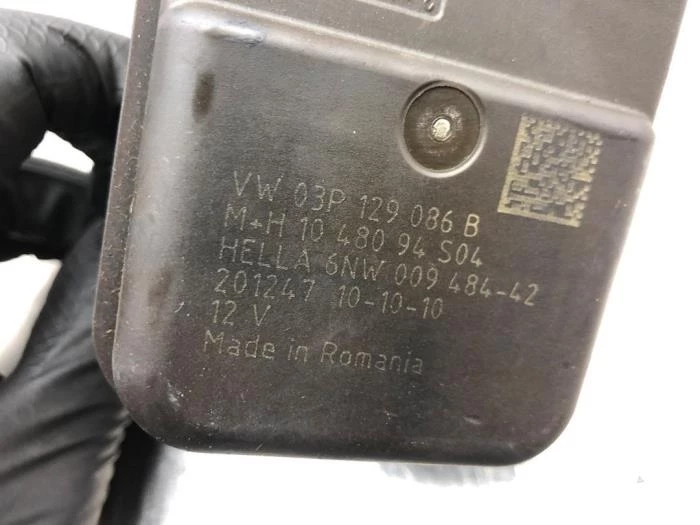 VW 03P 129 086 B
M+H 10 480 94 S04
HELLA 6NW 009 484-42
201247 10-10-10
12 V
Made in Romania